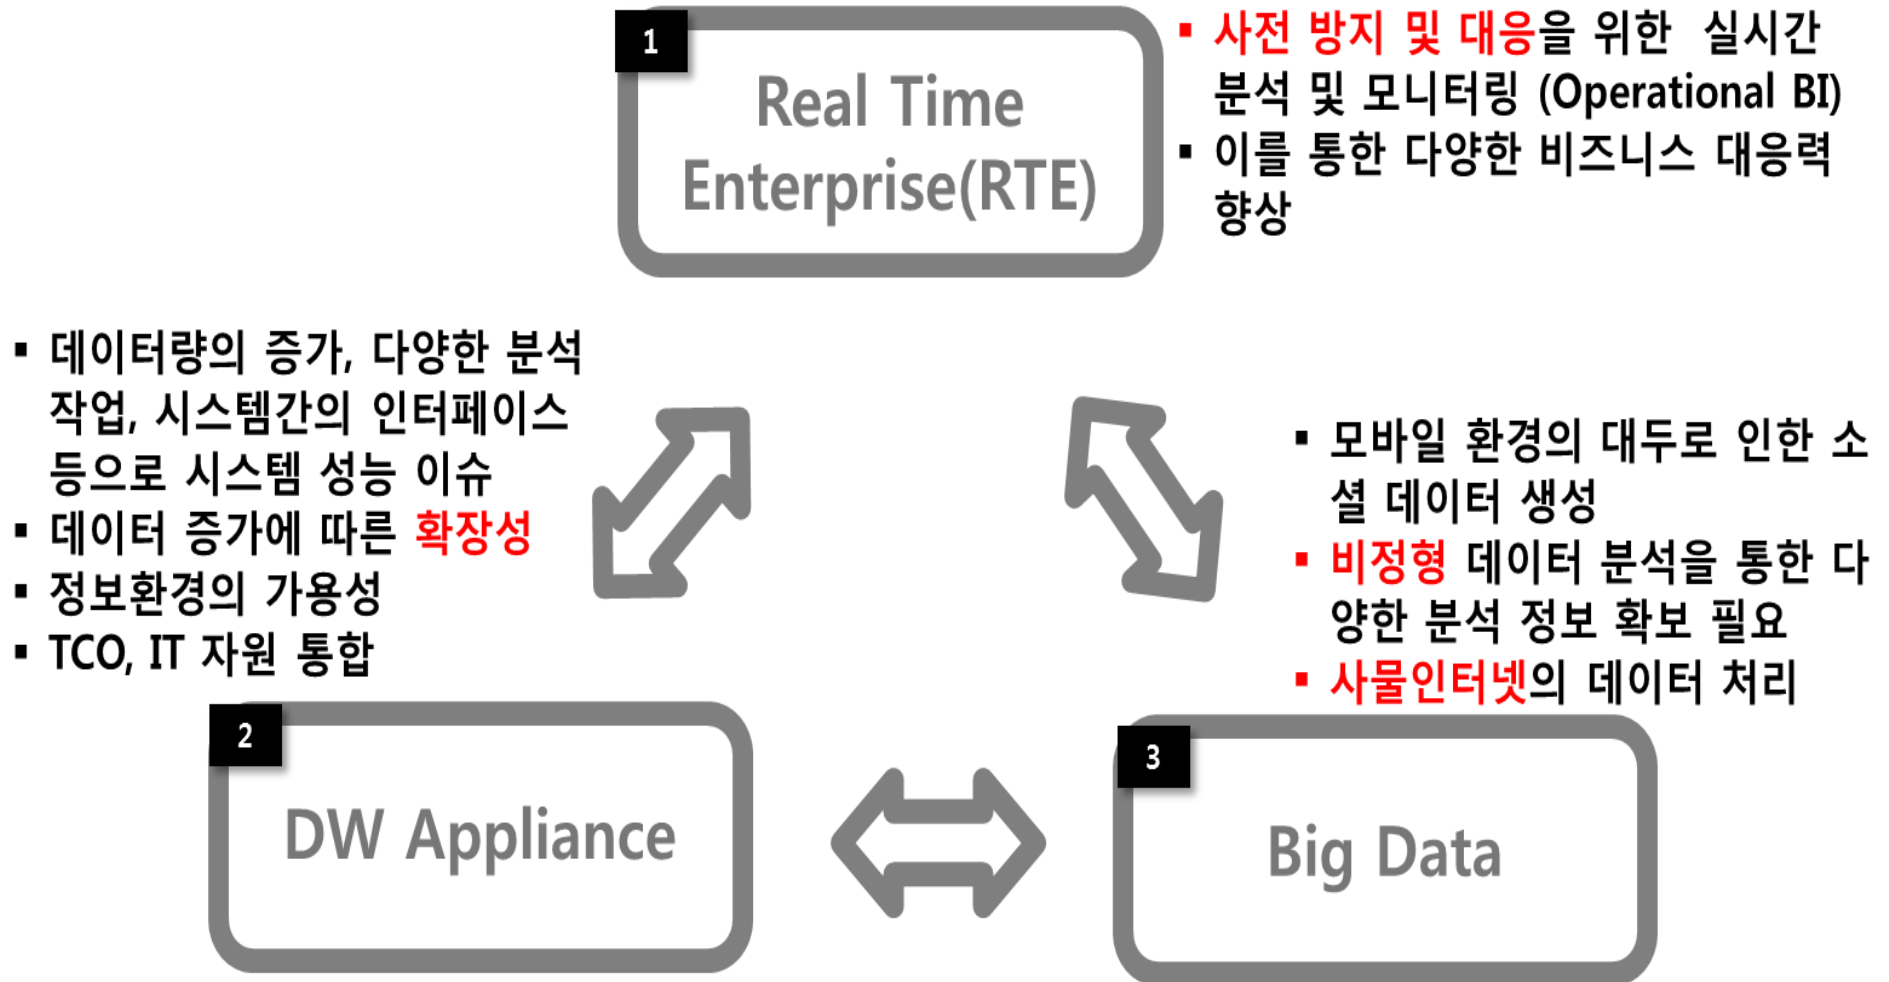 1
Real Time
Enterprise(RTE)
▪ 사전 방지 및 대응을 위한 실시간
분석 및 모니터링 (Operational BI)
▪ 이를 통한 다양한 비즈니스 대응력
향상
▪ 데이터량의 증가, 다양한 분석
작업, 시스템간의 인터페이스
등으로 시스템 성능 이슈
▪ 데이터 증가에 따른 확장성
▪ 정보환경의 가용성
▪ TCO, IT 자원 통합
▪ 모바일 환경의 대두로 인한 소
셜 데이터 생성
▪ 비정형 데이터 분석을 통한 다
양한 분석 정보 확보 필요
▪ 사물인터넷의 데이터 처리
2
DW Appliance
3
Big Data